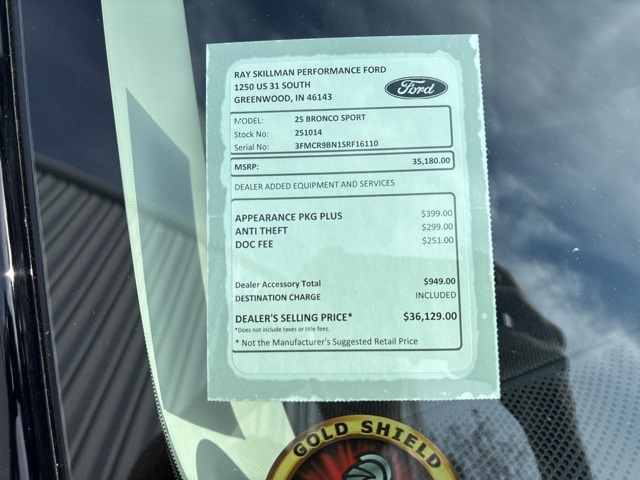 RAY SKILLMAN PERFORMANCE FORD
1250 US 31 SOUTH
GREENWOOD, IN 46143
Ford
MODEL: 25 BRONCO SPORT
Stock No: 251014
Serial No: 3FMCR9BN1SRF16110
MSRP: 35,180.00
DEALER ADDED EQUIPMENT AND SERVICES
APPEARANCE PKG PLUS $399.00
ANTI THEFT $299.00
DOC FEE $251.00
Dealer Accessory Total $949.00
DESTINATION CHARGE INCLUDED
DEALER'S SELLING PRICE* $36,129.00
*Does not include taxes or title fees.
* Not the Manufacturer's Suggested Retail Price
GOLD SHIELD